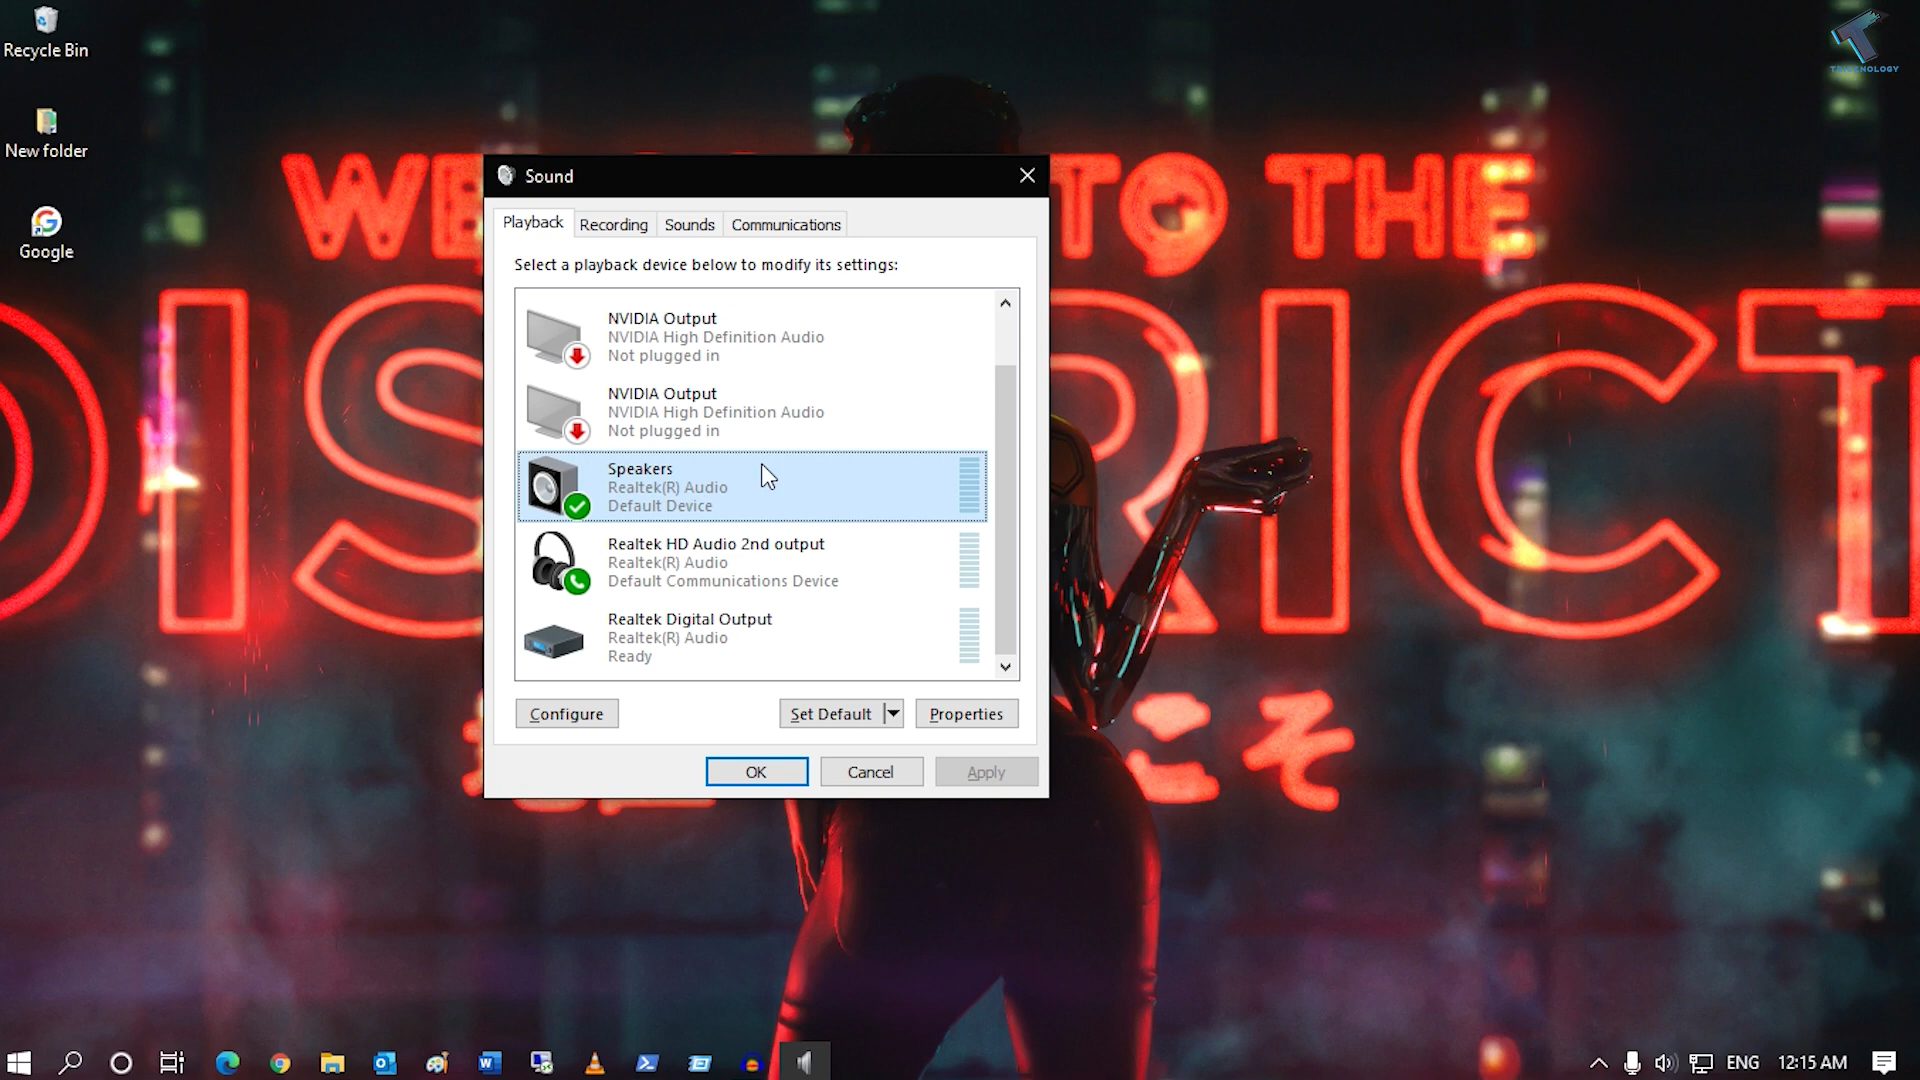 Recycle Bin
New folder
Google
TO THE
Sound
Playback
Recording
Sounds
Communications
Select a playback device below to modify its settings:
NVIDIA Output
NVIDIA High Definition Audio
Not plugged in
NVIDIA Output
NVIDIA High Definition Audio
Not plugged in
Speakers
Realtek(R) Audio
Default Device
Realtek HD Audio 2nd output
Realtek(R) Audio
Default Communications Device
Realtek Digital Output
Realtek(R) Audio
Ready
Configure
Set Default
Properties
OK
Cancel
Apply
ENG
12:15 AM